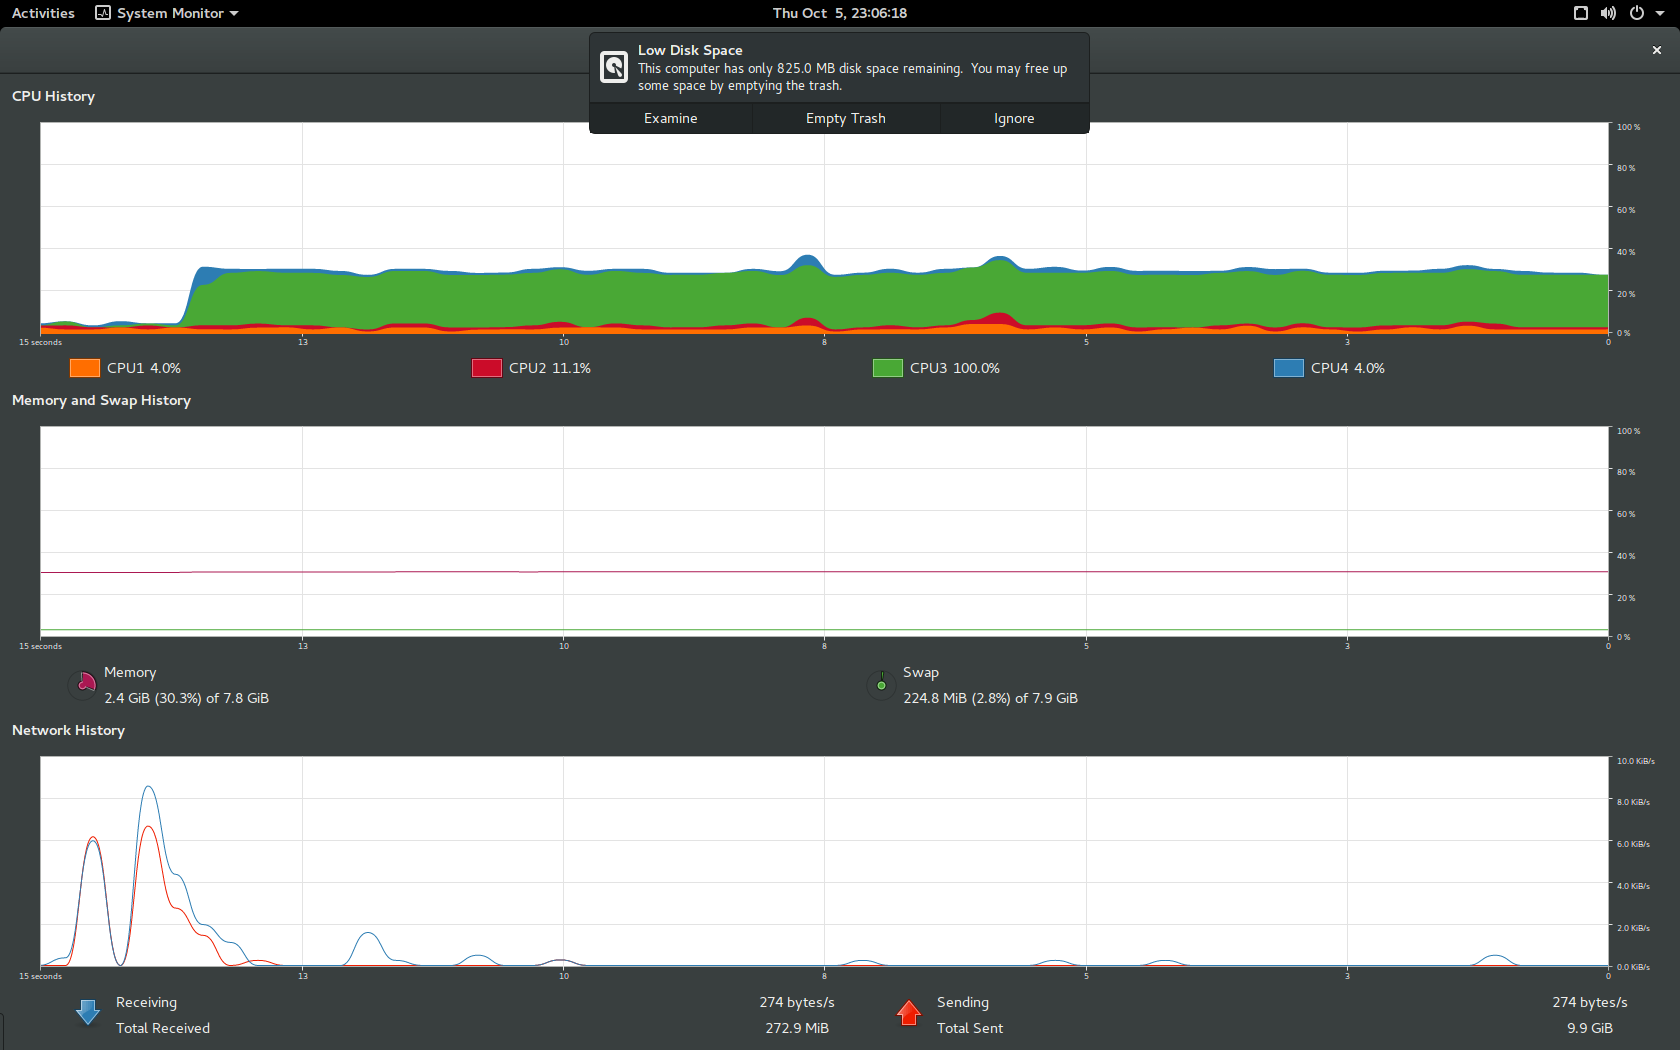 Activities
System Monitor
Thu Oct  5, 23:06:18
Low Disk Space
This computer has only 825.0 MB disk space remaining.  You may free up
some space by emptying the trash.
Examine
Empty Trash
Ignore
CPU History
100 %
80 %
60 %
40 %
20 %
0 %
15 seconds
13
10
8
5
3
0
CPU1 4.0%
CPU2 11.1%
CPU3 100.0%
CPU4 4.0%
Memory and Swap History
100 %
80 %
60 %
40 %
20 %
0 %
15 seconds
13
10
8
5
3
0
Memory
2.4 GiB (30.3%) of 7.8 GiB
Swap
224.8 MiB (2.8%) of 7.9 GiB
Network History
10.0 KiB/s
8.0 KiB/s
6.0 KiB/s
4.0 KiB/s
2.0 KiB/s
0.0 KiB/s
15 seconds
13
10
8
5
3
0
Receiving
274 bytes/s
Total Received
272.9 MiB
Sending
274 bytes/s
Total Sent
9.9 GiB